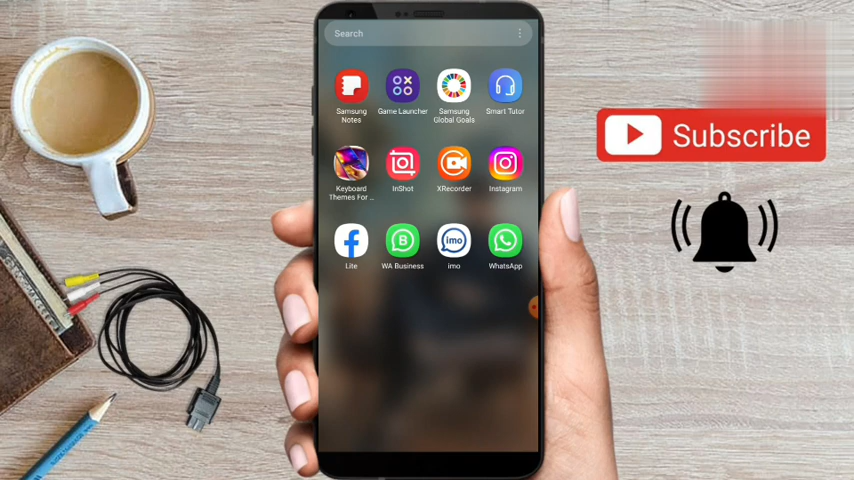 Search
Samsung
Notes
Game Launcher
Samsung
Global Goals
Smart Tutor
Keyboard
Themes For ..
InShot
XRecorder
Instagram
Lite
B
WA Business
imo
imo
WhatsApp
Subscribe